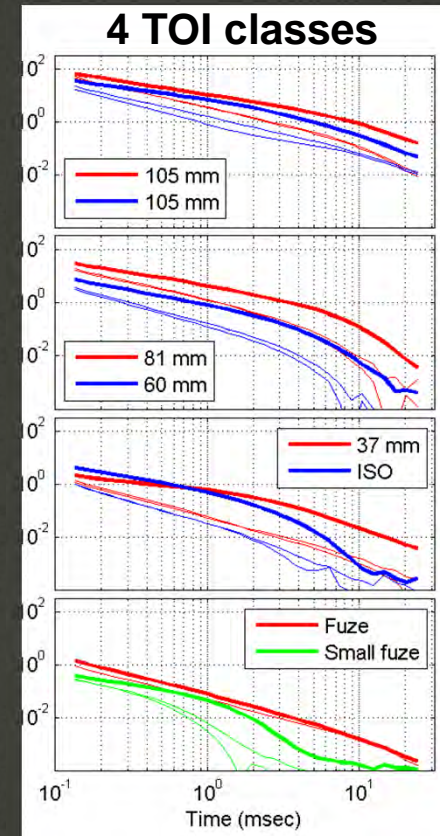 4 TOI classes
10²
10⁰
10⁻²
105 mm
105 mm
10²
10⁰
10⁻²
81 mm
60 mm
10²
10⁰
10⁻²
37 mm
ISO
10²
10⁰
10⁻²
Fuze
Small fuze
10⁻¹ 10⁰ 10¹
Time (msec)